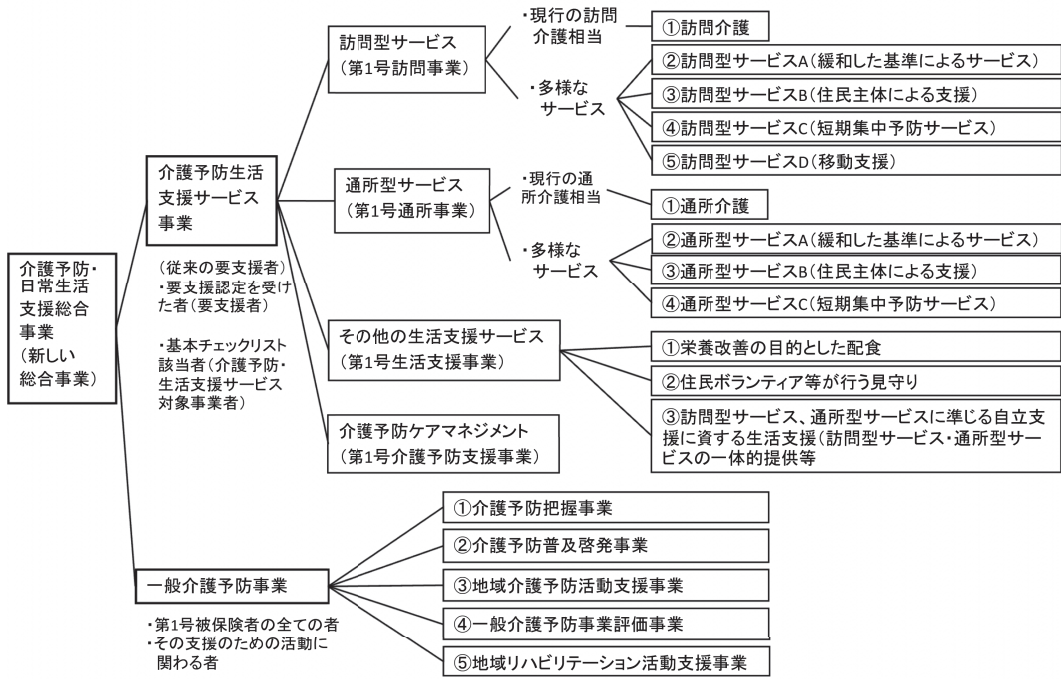 介護予防・
日常生活
支援総合
事業
(新しい
総合事業)
介護予防生活
支援サービス
事業
(従来の要支援者)
・要支援認定を受け
た者(要支援者)
・基本チェックリスト
該当者(介護予防・
生活支援サービス
対象事業者)
訪問型サービス
(第1号訪問事業)
・現行の訪問
介護相当
①訪問介護
・多様な
サービス
②訪問型サービスA(緩和した基準によるサービス)
③訪問型サービスB(住民主体による支援)
④訪問型サービスC(短期集中予防サービス)
⑤訪問型サービスD(移動支援)
通所型サービス
(第1号通所事業)
・現行の通
所介護相当
①通所介護
・多様な
サービス
②通所型サービスA(緩和した基準によるサービス)
③通所型サービスB(住民主体による支援)
④通所型サービスC(短期集中予防サービス)
その他の生活支援サービス
(第1号生活支援事業)
①栄養改善の目的とした配食
②住民ボランティア等が行う見守り
③訪問型サービス、通所型サービスに準じる自立支
援に資する生活支援(訪問型サービス・通所型サー
ビスの一体的提供等
介護予防ケアマネジメント
(第1号介護予防支援事業)
一般介護予防事業
・第1号被保険者の全ての者
・その支援のための活動に
関わる者
①介護予防把握事業
②介護予防普及啓発事業
③地域介護予防活動支援事業
④一般介護予防事業評価事業
⑤地域リハビリテーション活動支援事業